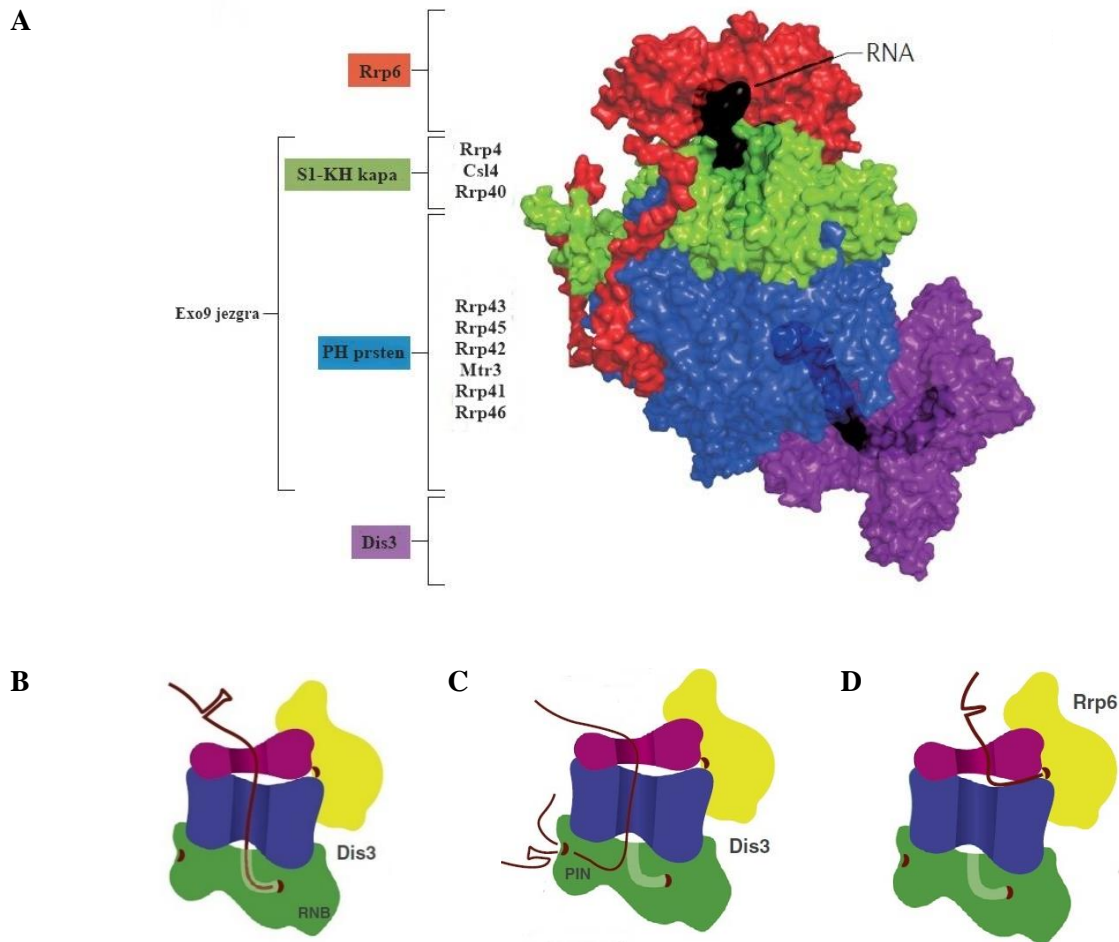 A
Rrp6
RNA
S1-KH kapa
Rrp4
Csl4
Rrp40
Exo9 jezgra
PH prsten
Rrp43
Rrp45
Rrp42
Mtr3
Rrp41
Rrp46
Dis3
B
Dis3
RNB
C
Dis3
PIN
D
Rrp6